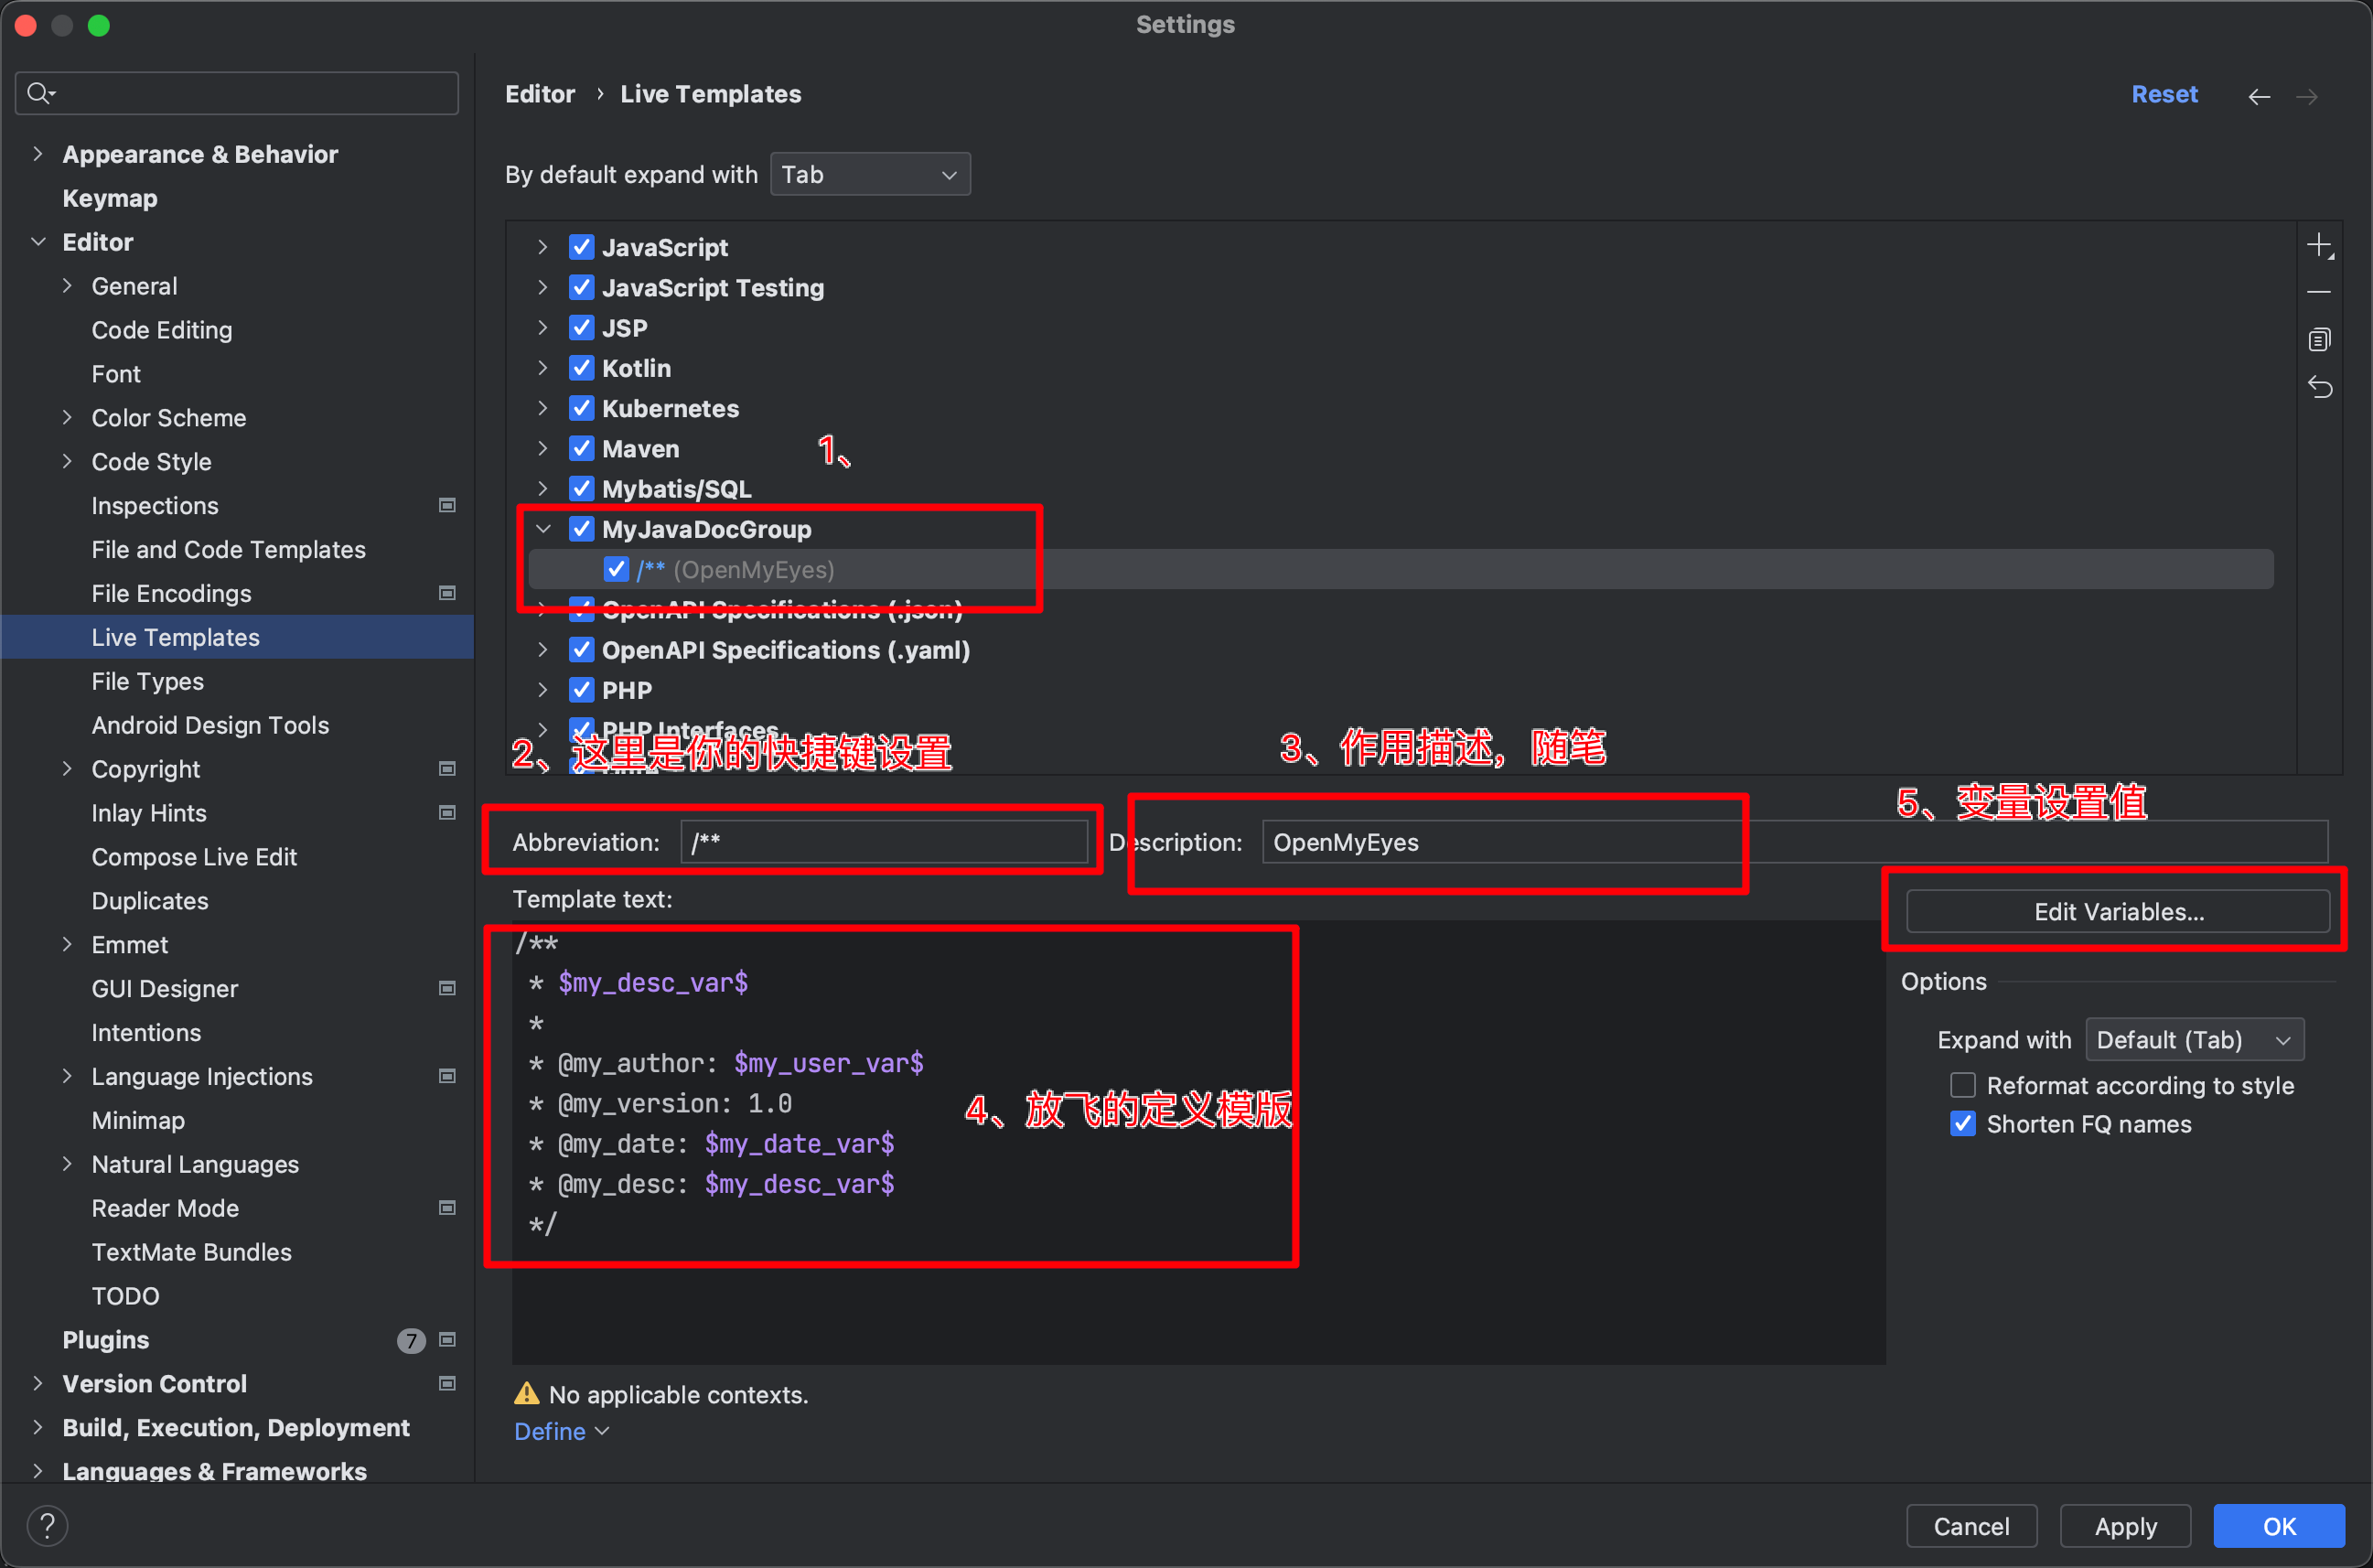 Settings
Editor › Live Templates
Reset
By default expand with Tab
Appearance & Behavior
Keymap
Editor
General
Code Editing
Font
Color Scheme
Code Style
Inspections
File and Code Templates
File Encodings
Live Templates
File Types
Android Design Tools
Copyright
Inlay Hints
Compose Live Edit
Duplicates
Emmet
GUI Designer
Intentions
Language Injections
Minimap
Natural Languages
Reader Mode
TextMate Bundles
TODO
Plugins 7
Version Control
Build, Execution, Deployment
Languages & Frameworks
JavaScript
JavaScript Testing
JSP
Kotlin
Kubernetes
Maven
1、
Mybatis/SQL
MyJavaDocGroup
/** (OpenMyEyes)
OpenAPI Specifications (.json)
OpenAPI Specifications (.yaml)
PHP
PHP Interfaces
2、这里是你的快捷键设置
3、作用描述，随笔
5、变量设置值
Abbreviation: /**
Description: OpenMyEyes
Template text:
Edit Variables...
/**
* $my_desc_var$
*
* @my_author: $my_user_var$
* @my_version: 1.0
* @my_date: $my_date_var$
* @my_desc: $my_desc_var$
*/
4、放飞的定义模版
Options
Expand with Default (Tab)
Reformat according to style
Shorten FQ names
No applicable contexts.
Define
?
Cancel
Apply
OK